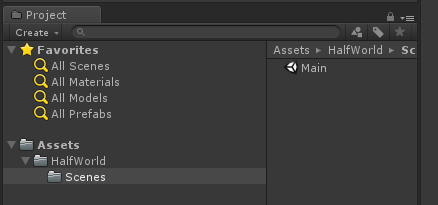 Project
Create
Favorites
All Scenes
All Materials
All Models
All Prefabs
Assets
HalfWorld
Scenes
Assets HalfWorld Sc
Main